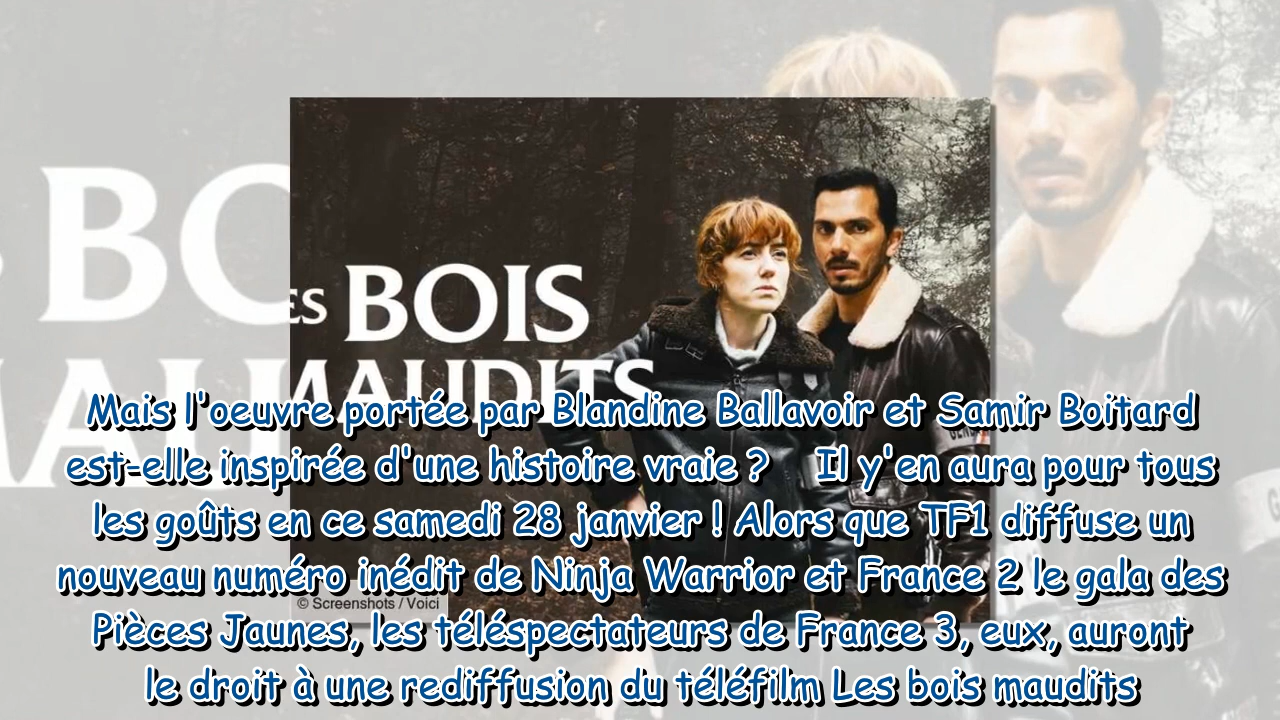 BO
ES BOIS
MAUDITS
Mais l'oeuvre portée par Blandine Ballavoir et Samir Boitard
est-elle inspirée d'une histoire vraie ? Il y'en aura pour tous
les goûts en ce samedi 28 janvier ! Alors que TF1 diffuse un
nouveau numéro inédit de Ninja Warrior et France 2 le gala des
© Screenshots / Voici
Pièces Jaunes, les téléspectateurs de France 3, eux, auront
le droit à une rediffusion du téléfilm Les bois maudits